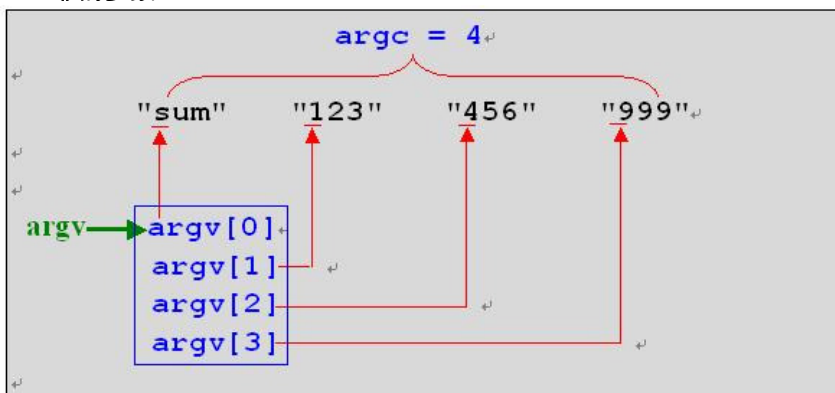 argc = 4
"sum" "123" "456" "999"
argv argv[0]
argv[1]
argv[2]
argv[3]